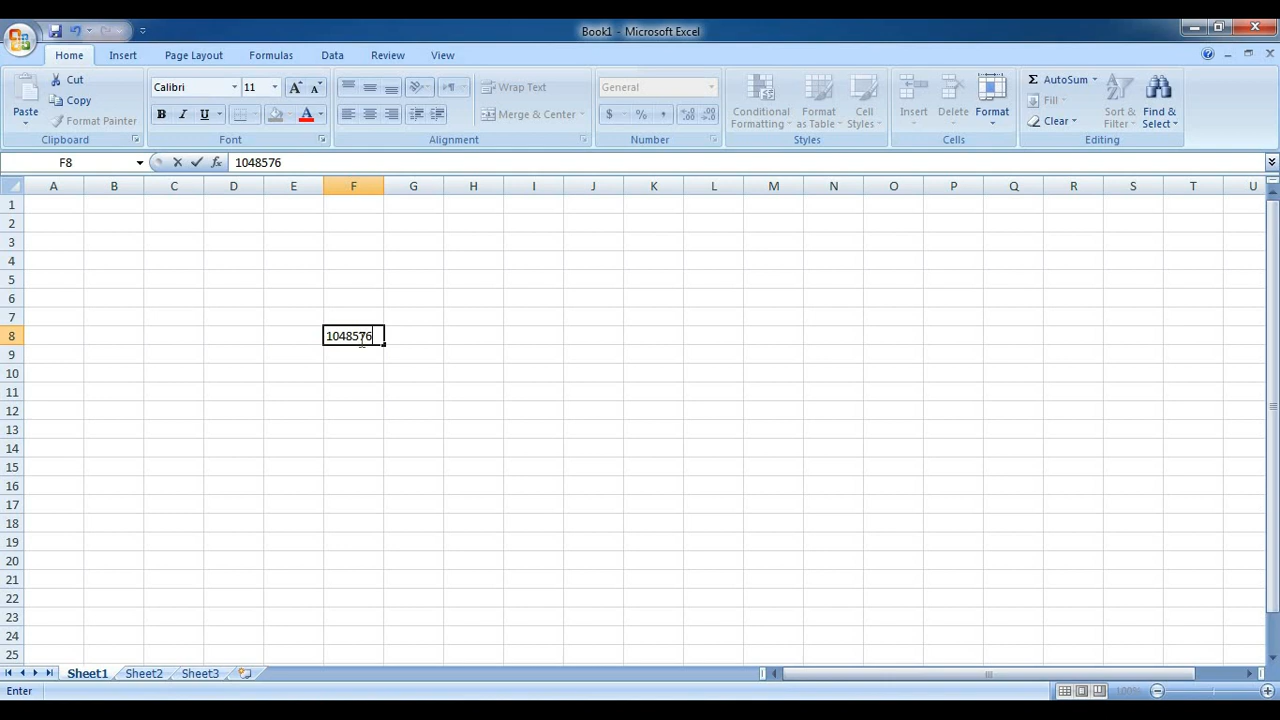 Book1 - Microsoft Excel
Home Insert Page Layout Formulas Data Review View
Paste
Cut
Copy
Format Painter
Clipboard
Calibri 11 A A
B I U A
Font
Wrap Text
Merge & Center
Alignment
General
$ % ,
Number
Conditional Formatting
Format as Table
Cell Styles
Styles
Insert Delete Format
Cells
Σ AutoSum
Fill
Clear
Sort & Filter
Find & Select
Editing
F8 fx 1048576
A B C D E F G H I J K L M N O P Q R S T U
1
2
3
4
5
6
7
8 1048576
9
10
11
12
13
14
15
16
17
18
19
20
21
22
23
24
25
Sheet1 Sheet2 Sheet3
Enter 100%